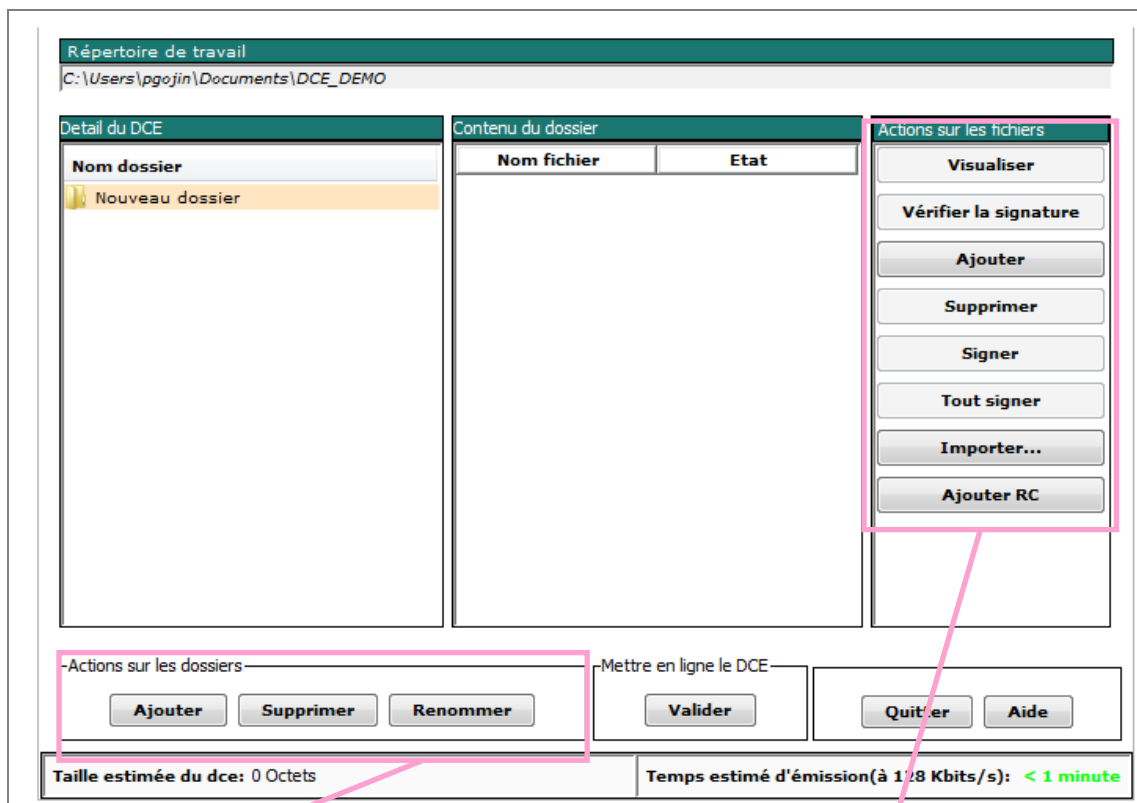 Répertoire de travail
C:\Users\pgojin\Documents\DCE_DEMO
Detail du DCE
Nom dossier
Nouveau dossier
Contenu du dossier
Nom fichier Etat
Actions sur les fichiers
Visualiser
Vérifier la signature
Ajouter
Supprimer
Signer
Tout signer
Importer...
Ajouter RC
Actions sur les dossiers
Ajouter Supprimer Renommer
Mettre en ligne le DCE
Valider
Quitter Aide
Taille estimée du dce: 0 Octets
Temps estimé d'émission(à 128 Kbits/s): < 1 minute